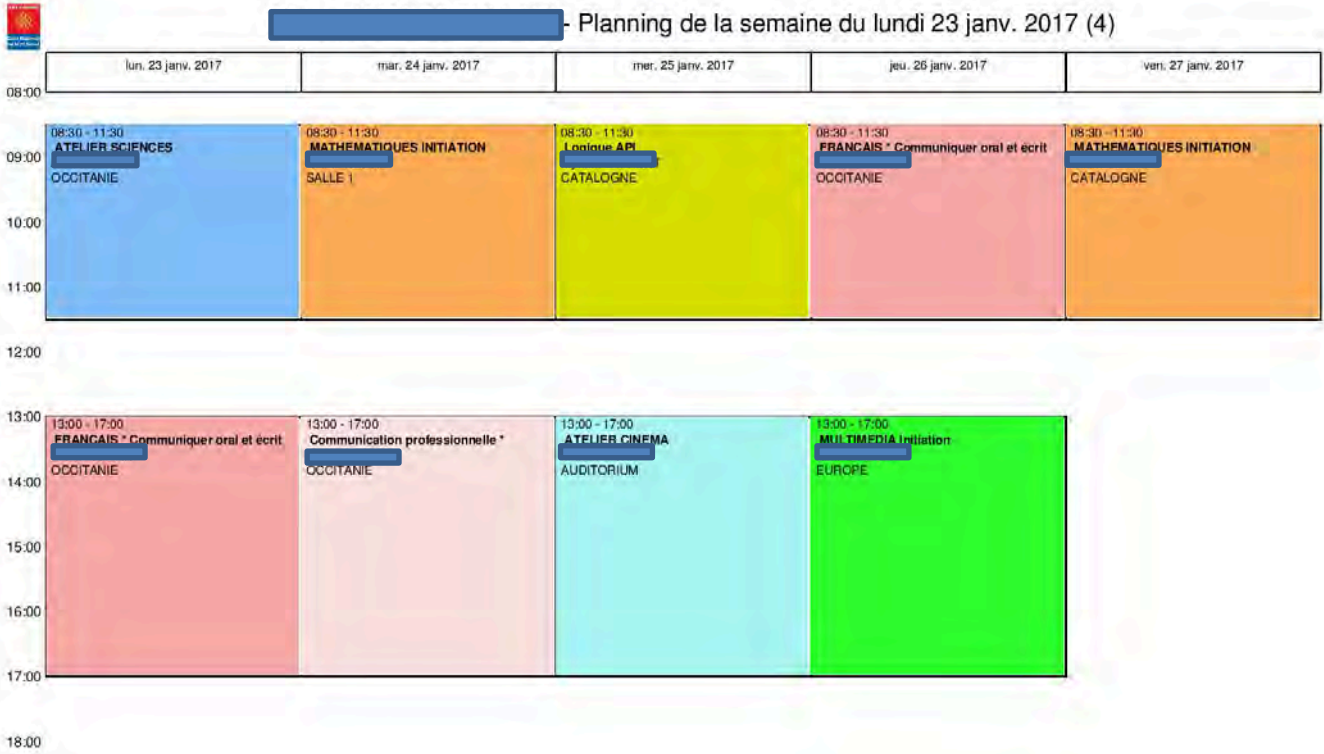 - Planning de la semaine du lundi 23 janv. 2017 (4)
lun. 23 janv. 2017
mar. 24 janv. 2017
mer. 25 janv. 2017
jeu. 26 janv. 2017
ven. 27 janv. 2017
08:00
08:30 - 11:30
ATELIER SCIENCES
OCCITANIE
08:30 - 11:30
MATHEMATIQUES INITIATION
SALLE 1
08:30 - 11:30
Logique API
CATALOGNE
08:30 - 11:30
FRANCAIS * Communiquer oral et écrit
OCCITANIE
08:30 - 11:30
MATHEMATIQUES INITIATION
CATALOGNE
09:00
10:00
11:00
12:00
13:00
13:00 - 17:00
FRANCAIS * Communiquer oral et écrit
OCCITANIE
13:00 - 17:00
Communication professionnelle *
OCCITANIE
13:00 - 17:00
ATELIER CINEMA
AUDITORIUM
13:00 - 17:00
MULTIMEDIA Initiation
EUROPE
14:00
15:00
16:00
17:00
18:00